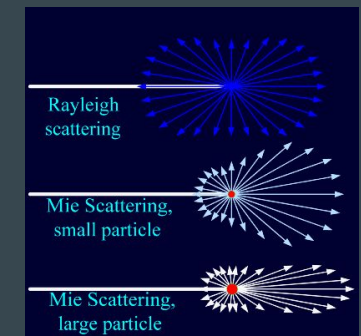 Rayleigh
scattering
Mie Scattering,
small particle
Mie Scattering,
large particle